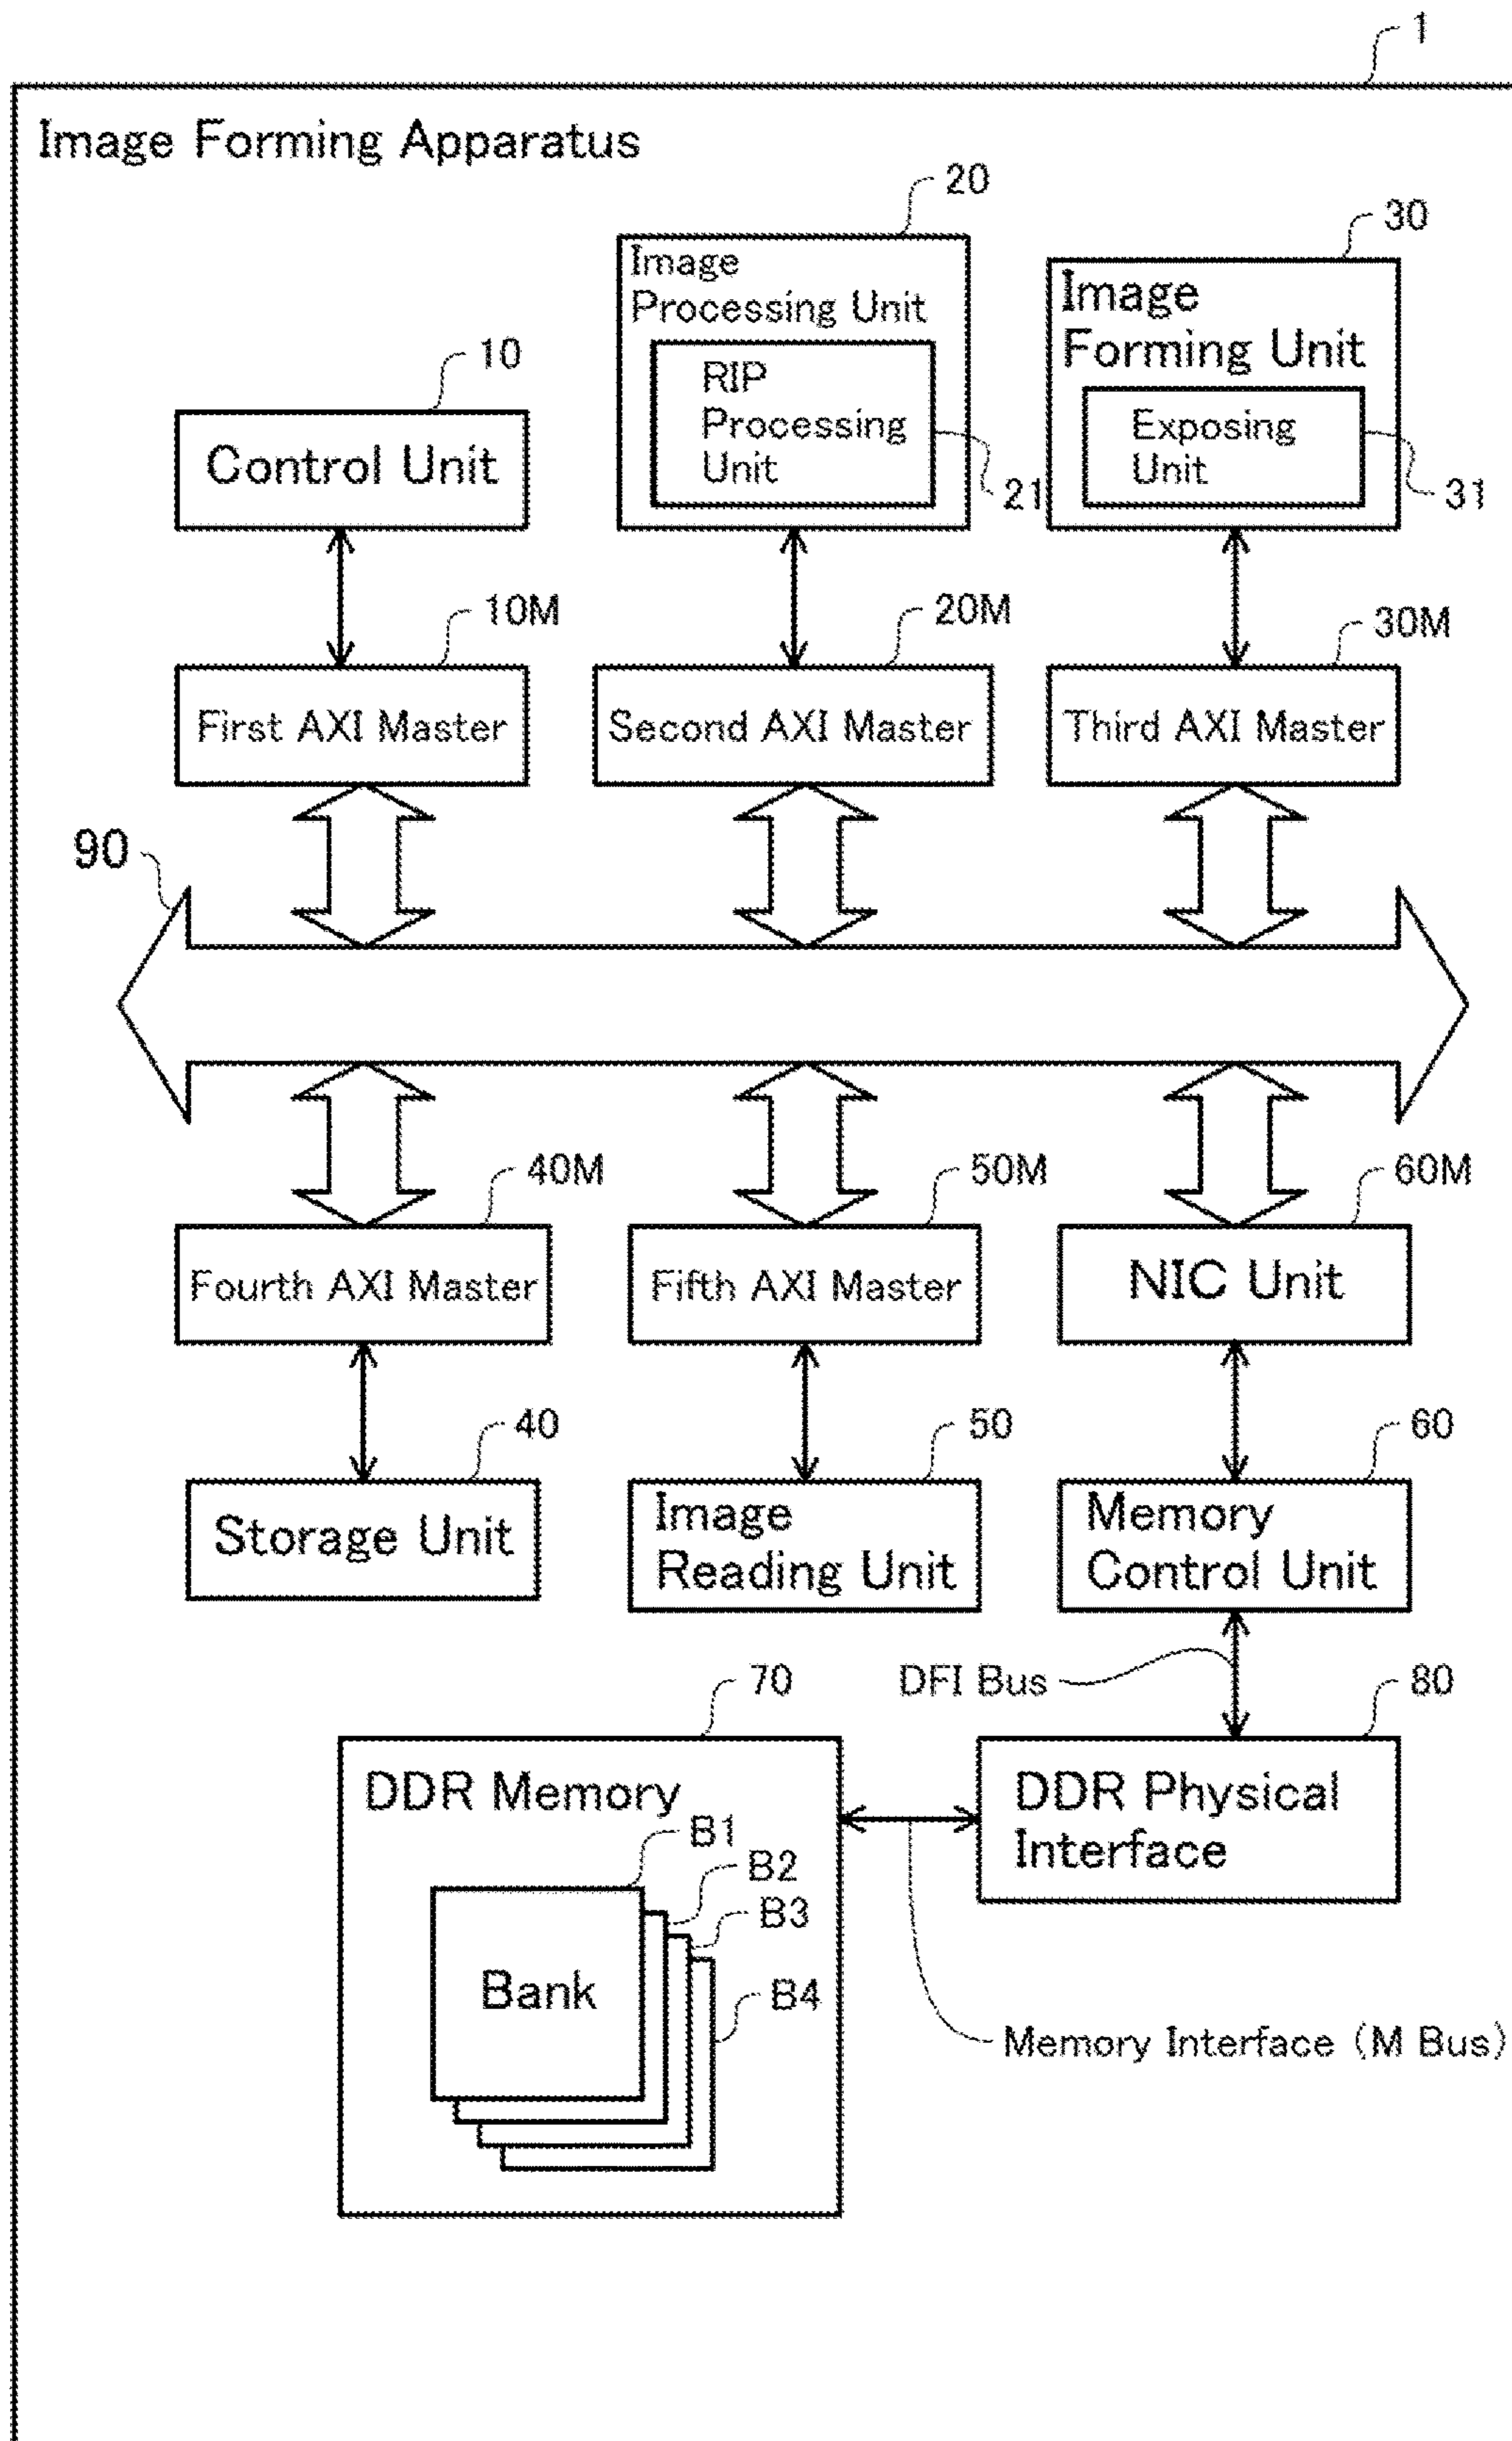 1
Image Forming Apparatus
20
30
10
Image
Processing Unit
Image
Forming Unit
RIP
Processing
Unit
Exposing
Unit
Control Unit
21
31
10M
20M
30M
First AXI Master
Second AXI Master
Third AXI Master
90
40M
50M
60M
Fourth AXI Master
Fifth AXI Master
NIC Unit
40
50
60
Storage Unit
Image
Reading Unit
Memory
Control Unit
DFI Bus
70
80
DDR Memory
DDR Physical
Interface
B1
B2
B3
B4
Bank
Memory Interface (M Bus)